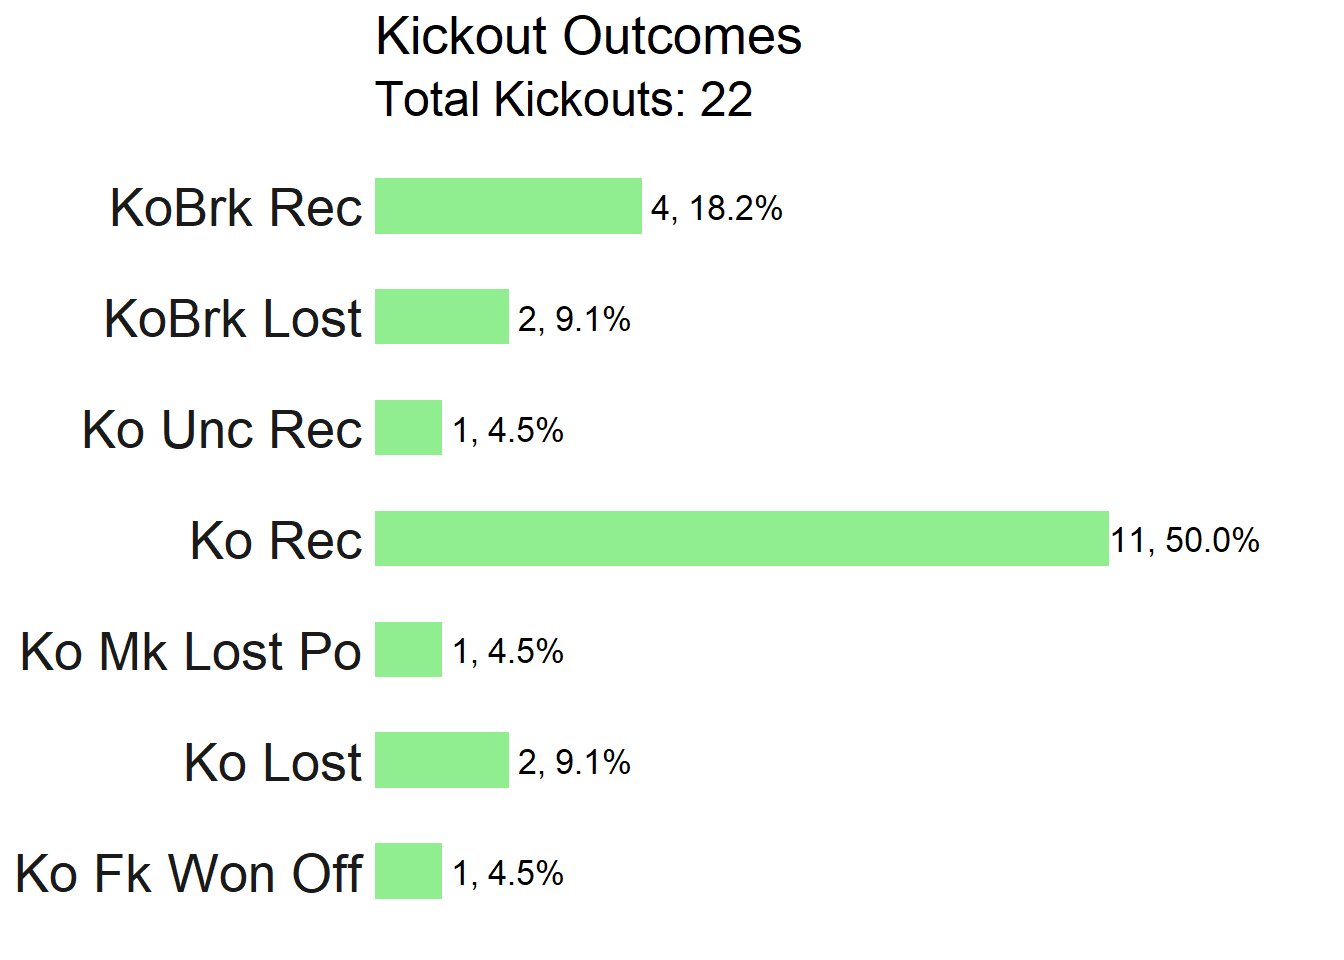 Kickout Outcomes
Total Kickouts: 22
KoBrk Rec 4, 18.2%
KoBrk Lost 2, 9.1%
Ko Unc Rec 1, 4.5%
Ko Rec 11, 50.0%
Ko Mk Lost Po 1, 4.5%
Ko Lost 2, 9.1%
Ko Fk Won Off 1, 4.5%